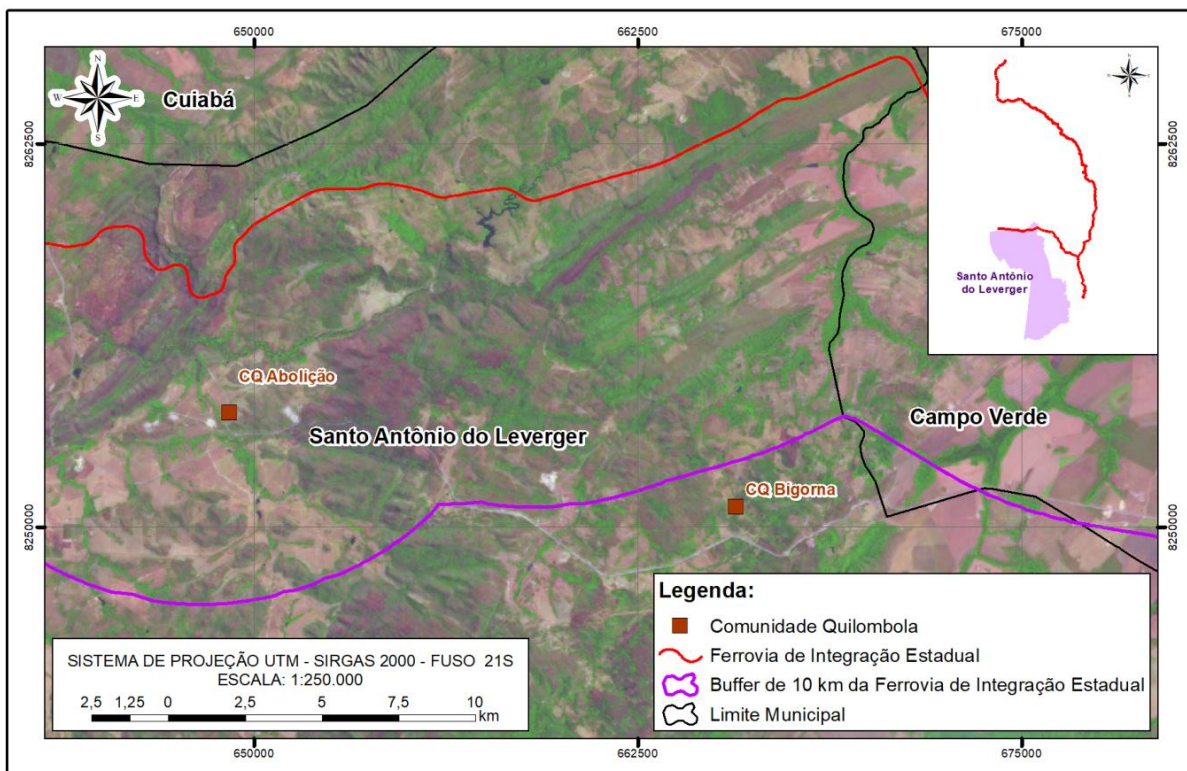 650000
662500
675000
N
W
E
S
Cuiabá
8262500
8262500
Santo Antônio
do Leverger
CQ Abolição
Santo Antônio do Leverger
Campo Verde
CQ Bigorna
8250000
8250000
Legenda:
Comunidade Quilombola
Ferrovia de Integração Estadual
Buffer de 10 km da Ferrovia de Integração Estadual
Limite Municipal
SISTEMA DE PROJEÇÃO UTM - SIRGAS 2000 - FUSO 21S
ESCALA: 1:250.000
2,5 1,25 0 2,5 5 7,5 10
km
650000
662500
675000